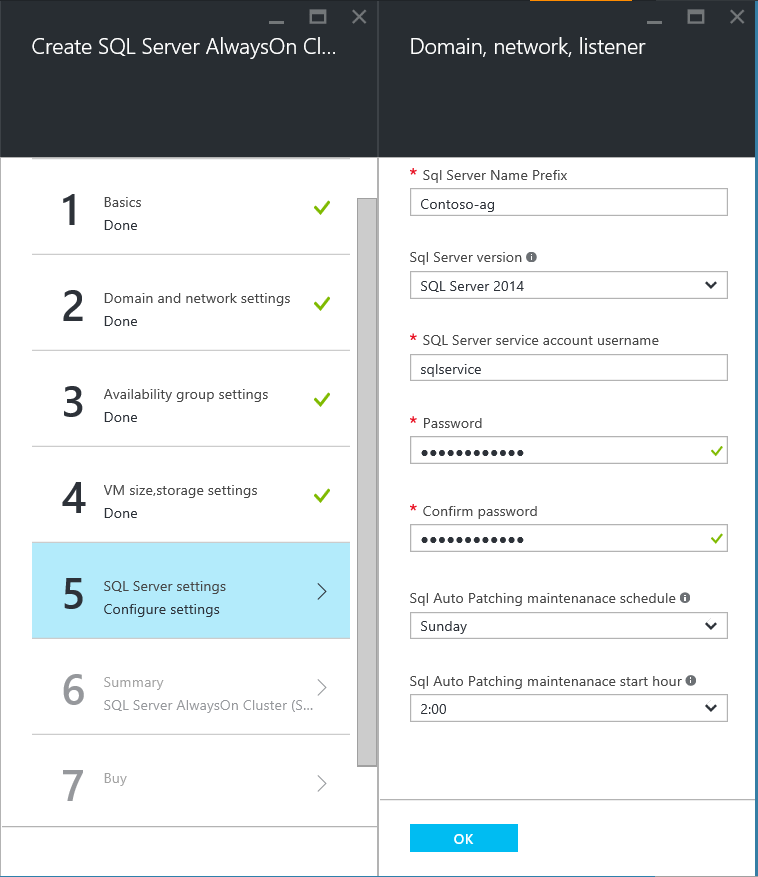 Create SQL Server AlwaysOn Cl...
1
Basics
Done
2
Domain and network settings
Done
3
Availability group settings
Done
4
VM size,storage settings
Done
5
SQL Server settings
Configure settings
6
Summary
SQL Server AlwaysOn Cluster (S...
7
Buy
Domain, network, listener
* Sql Server Name Prefix
Contoso-ag
Sql Server version
SQL Server 2014
* SQL Server service account username
sqlservice
* Password
●●●●●●●●●●●●
* Confirm password
●●●●●●●●●●●●
Sql Auto Patching maintenanace schedule
Sunday
Sql Auto Patching maintenanace start hour
2:00
OK